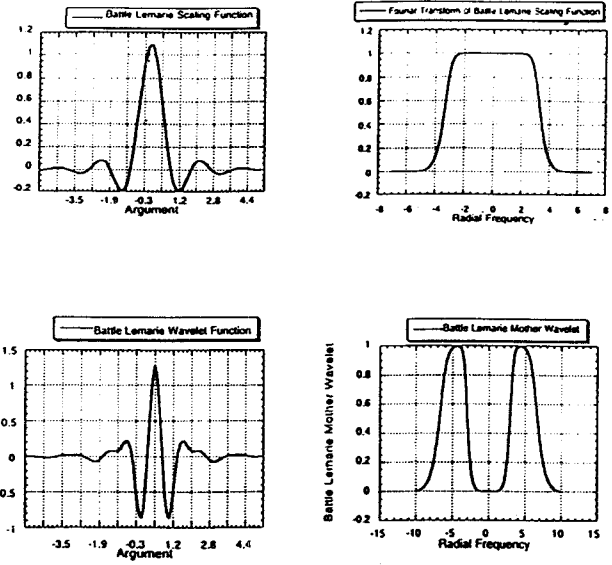 Battle Lemarie Scaling Function
1.2
1
0.8
0.6
0.4
0.2
0
-0.2
-3.5 -1.9 -0.3 1.2 2.8 4.4
Argument
Fourier Transform of Battle Lemarie Scaling Function
1.2
1
0.8
0.6
0.4
0.2
0
-0.2
-8 -6 -4 -2 0 2 4 6 8
Radial Frequency
Battle Lemarie Wavelet Function
1.5
1
0.5
0
0.5
-1
-3.5 -1.9 -0.3 1.2 2.8 4.4
Argument
Battle Lemarie Mother Wavelet
Battle Lemarie Mother Wavelet
1
0.8
0.6
0.4
0.2
0
-0.2
-15 -10 -5 0 5 10 15
Radial Frequency